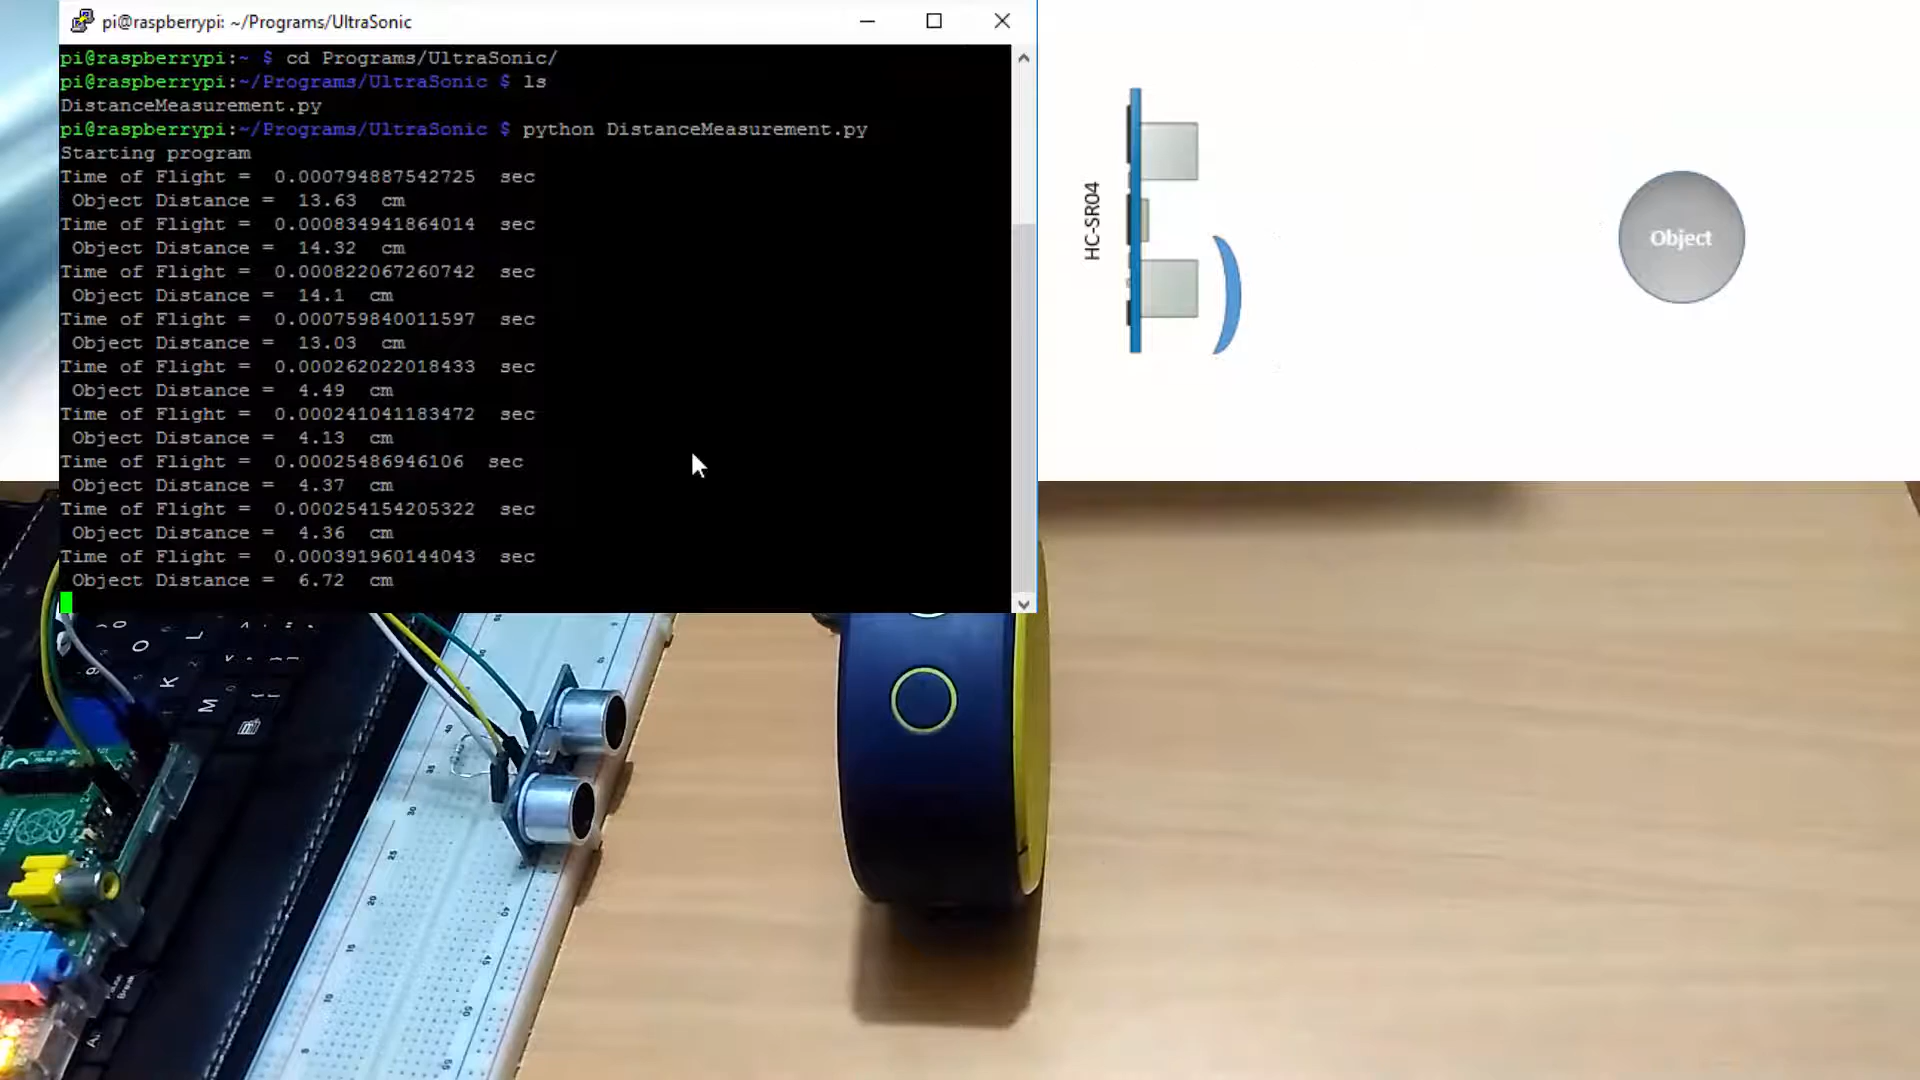 pi@raspberrypi: ~/Programs/UltraSonic
pi@raspberrypi:~ $ cd Programs/UltraSonic/
pi@raspberrypi:~/Programs/UltraSonic $ ls
DistanceMeasurement.py
pi@raspberrypi:~/Programs/UltraSonic $ python DistanceMeasurement.py
Starting program
Time of Flight =  0.000794887542725  sec
Object Distance =  13.63  cm
Time of Flight =  0.000834941864014  sec
Object Distance =  14.32  cm
Time of Flight =  0.000822067260742  sec
Object Distance =  14.1  cm
Time of Flight =  0.000759840011597  sec
Object Distance =  13.03  cm
Time of Flight =  0.000262022018433  sec
Object Distance =  4.49  cm
Time of Flight =  0.000241041183472  sec
Object Distance =  4.13  cm
Time of Flight =  0.00025486946106  sec
Object Distance =  4.37  cm
Time of Flight =  0.000254154205322  sec
Object Distance =  4.36  cm
Time of Flight =  0.000391960144043  sec
Object Distance =  6.72  cm
HC-SR04
Object
O
L
K
M